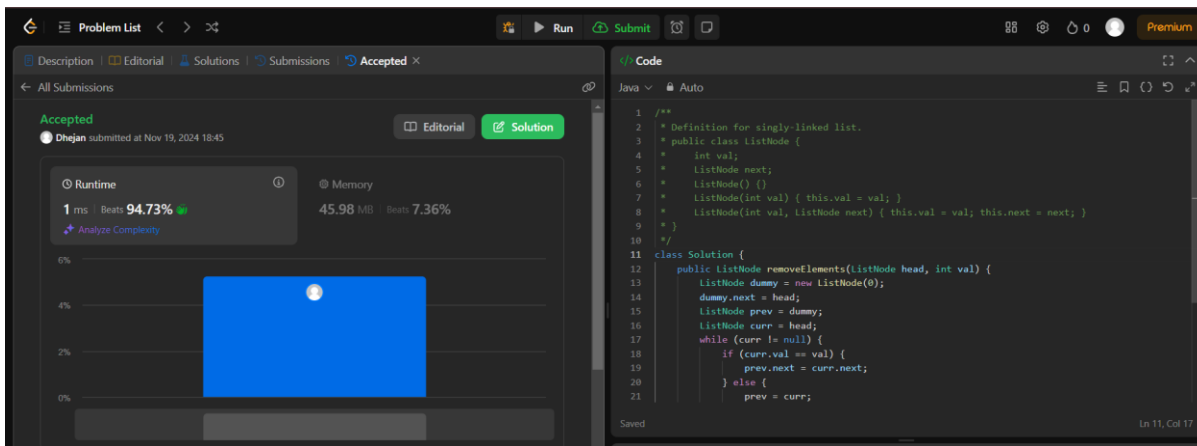 Problem List
Run
Submit
0
Premium
Description | Editorial | Solutions | Submissions | Accepted ×
All Submissions
Accepted
Dhejan submitted at Nov 19, 2024 18:45
Editorial
Solution
Runtime
1 ms | Beats 94.73%
Analyze Complexity
Memory
45.98 MB | Beats 7.36%
6%
4%
2%
0%
</> Code
Java
Auto
1 /**
2 * Definition for singly-linked list.
3 * public class ListNode {
4 *     int val;
5 *     ListNode next;
6 *     ListNode() {}
7 *     ListNode(int val) { this.val = val; }
8 *     ListNode(int val, ListNode next) { this.val = val; this.next = next; }
9 * }
10 */
11 class Solution {
12     public ListNode removeElements(ListNode head, int val) {
13         ListNode dummy = new ListNode(0);
14         dummy.next = head;
15         ListNode prev = dummy;
16         ListNode curr = head;
17         while (curr != null) {
18             if (curr.val == val) {
19                 prev.next = curr.next;
20             } else {
21                 prev = curr;
Saved
Ln 11, Col 17